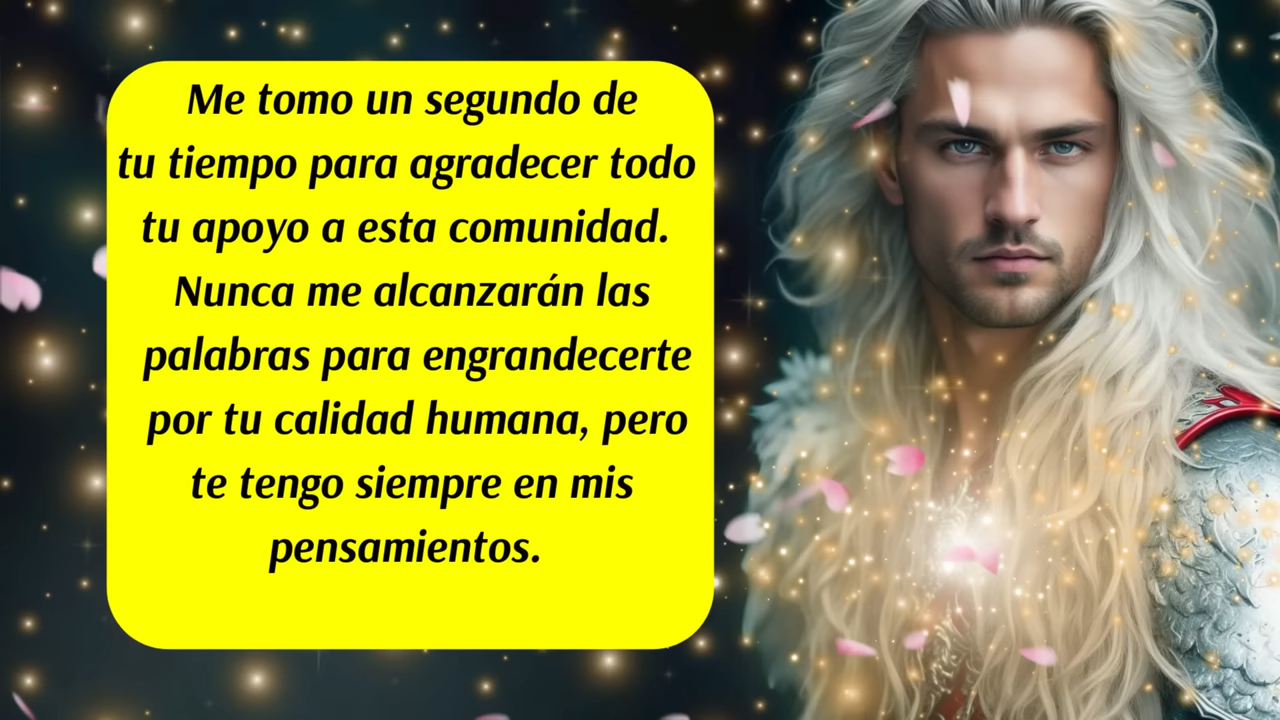 Me tomo un segundo de
tu tiempo para agradecer todo
tu apoyo a esta comunidad.
Nunca me alcanzarán las
palabras para engrandecerte
por tu calidad humana, pero
te tengo siempre en mis
pensamientos.